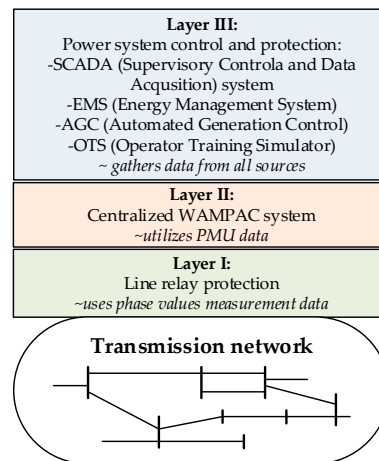 Layer III:
Power system control and protection:
-SCADA (Supervisory Controla and Data
Acqusition) system
-EMS (Energy Management System)
-AGC (Automated Generation Control)
-OTS (Operator Training Simulator)
~ gathers data from all sources
Layer II:
Centralized WAMPAC system
~utilizes PMU data
Layer I:
Line relay protection
~uses phase values measurement data
Transmission network